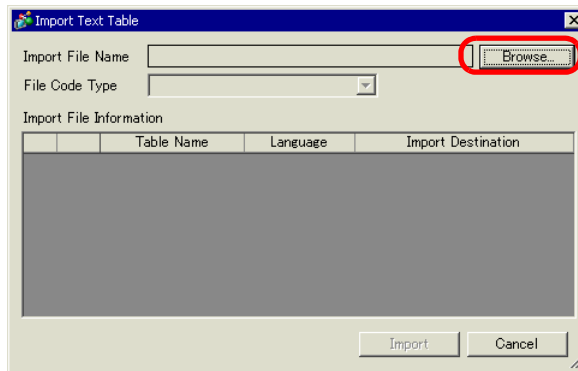 Import Text Table
Import File Name Browse...
File Code Type
Import File Information
Table Name Language Import Destination
Import Cancel